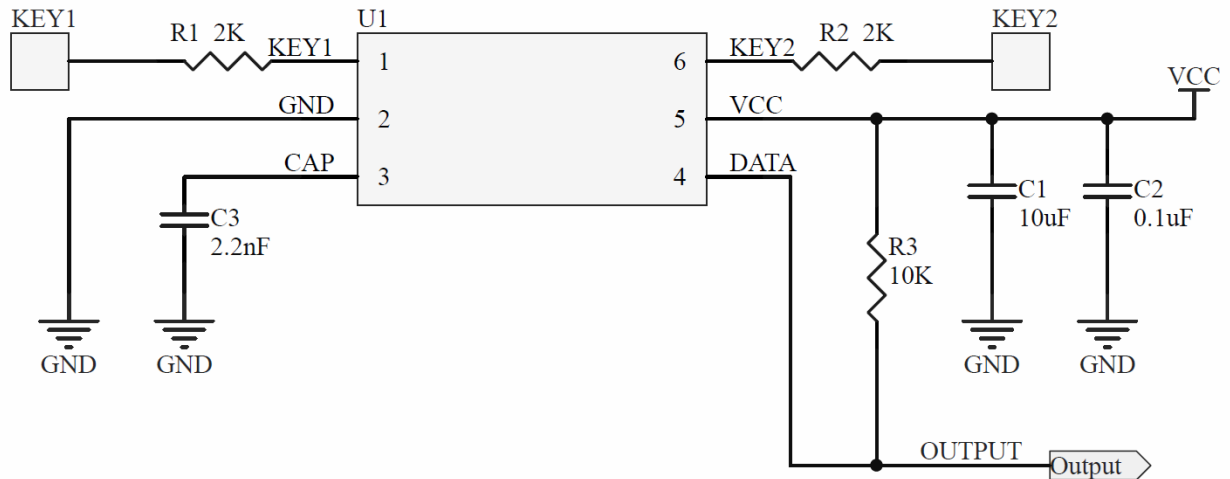 KEY1
U1
KEY2
R1 2K
KEY1
1
6
KEY2
R2 2K
VCC
GND
2
5
VCC
CAP
3
4
DATA
C3
2.2nF
C1
10uF
C2
0.1uF
R3
10K
GND
GND
GND
GND
OUTPUT
Output